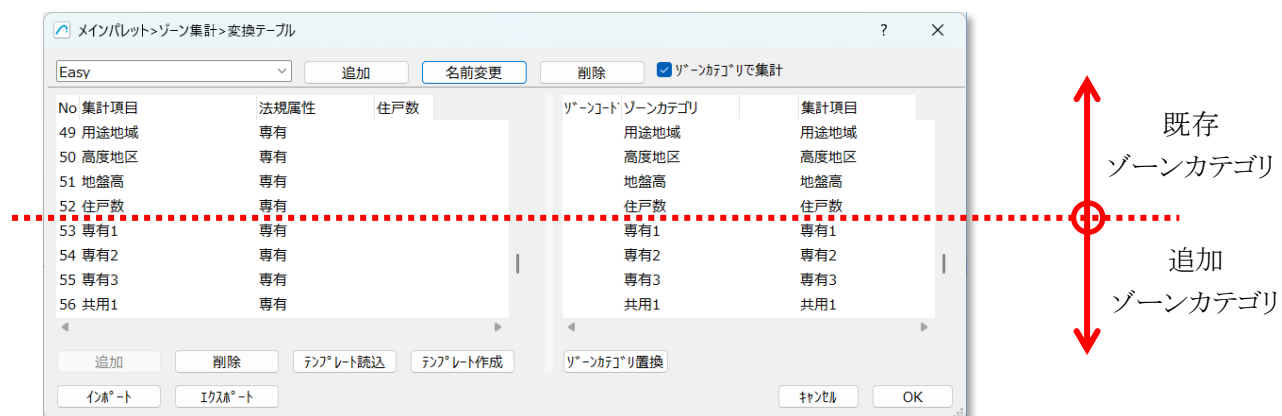 メインパレット>ゾーン集計>変換テーブル ? ×
Easy 追加 名前変更 削除 ｿﾞｰﾝｶﾃｺﾞﾘで集計
No 集計項目 法規属性 住戸数 ｿﾞｰﾝｺｰﾄﾞ ゾーンカテゴリ 集計項目
49 用途地域 専有 用途地域 用途地域
50 高度地区 専有 高度地区 高度地区
51 地盤高 専有 地盤高 地盤高
52 住戸数 専有 住戸数 住戸数
53 専有1 専有 専有1 専有1
54 専有2 専有 専有2 専有2
55 専有3 専有 専有3 専有3
56 共用1 専有 共用1 共用1
追加 削除 ﾃﾝﾌﾟﾚｰﾄ読込 ﾃﾝﾌﾟﾚｰﾄ作成 ｿﾞｰﾝｶﾃｺﾞﾘ置換
ｲﾝﾎﾟｰﾄ ｴｸｽﾎﾟｰﾄ ｷｬﾝｾﾙ OK
既存
ゾーンカテゴリ
追加
ゾーンカテゴリ